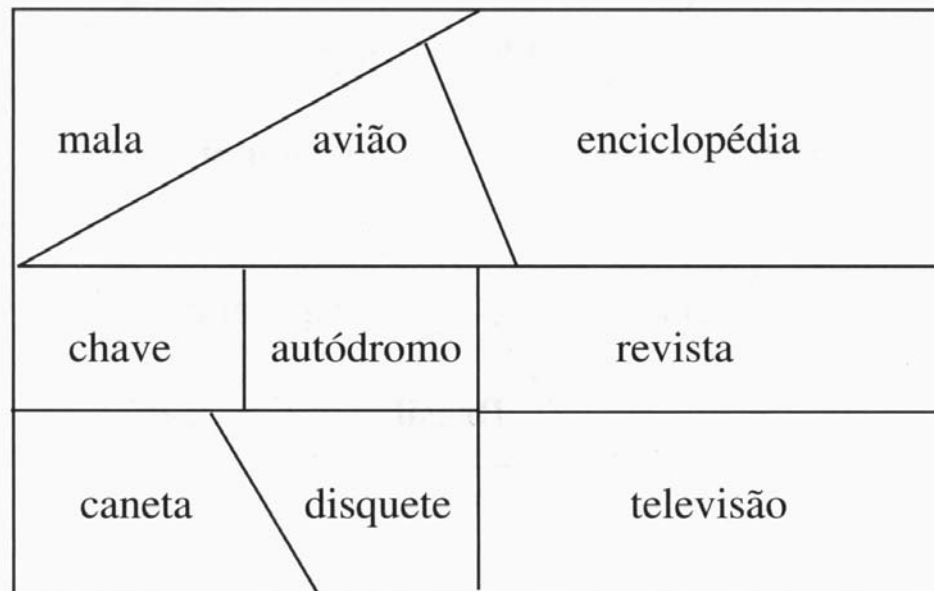 mala avião enciclopédia
chave autódromo revista
caneta disquete televisão